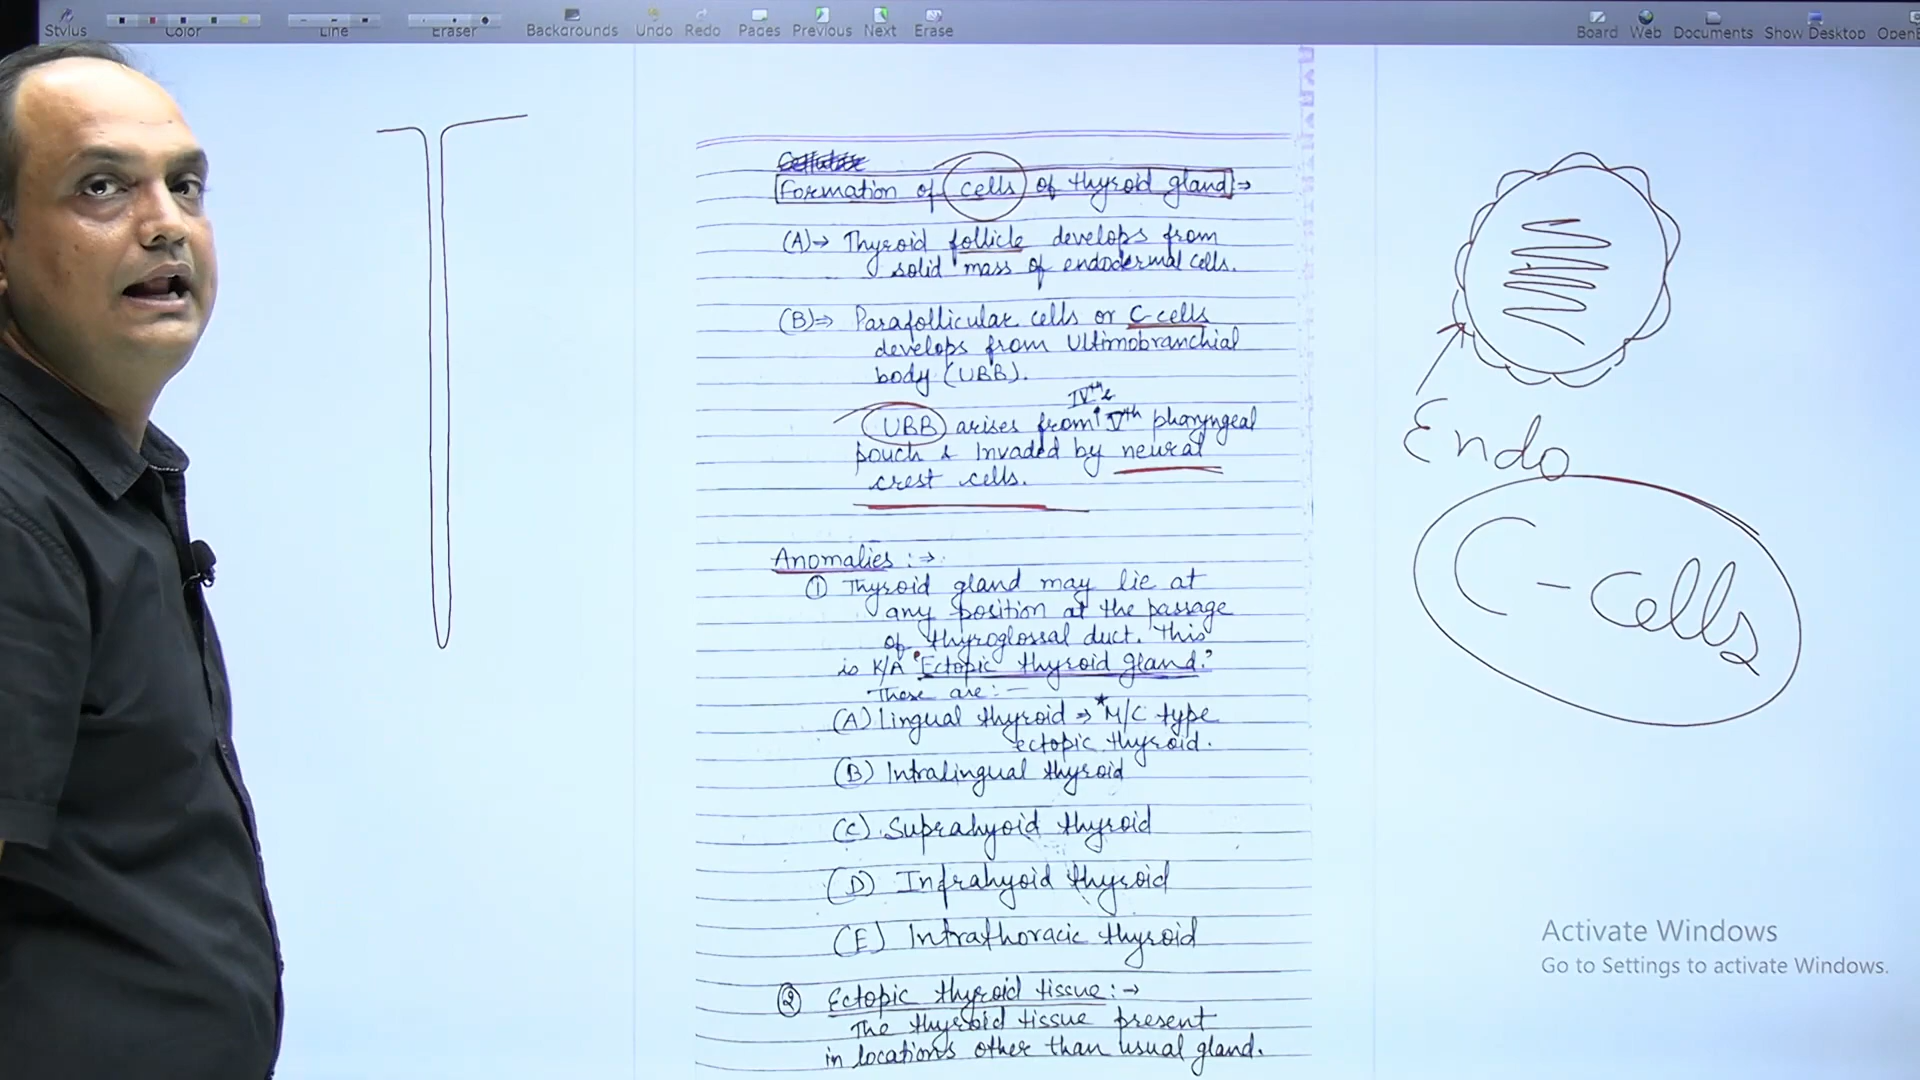 Stylus Color Line Eraser Backgrounds Undo Redo Pages Previous Next Erase Board Web Documents Show Desktop
Formation of cells of thyroid gland ⇒
(A)→ Thyroid follicle develops from
solid mass of endodermal cells.
(B)⇒ Parafollicular cells or C-cells
develops from Ultimobranchial
body (UBB).
IVth &
UBB arises from Vth pharyngeal
pouch & Invaded by neural
crest cells.
Anomalies :→
① Thyroid gland may lie at
any position at the passage
of thyroglossal duct. This
is K/A "Ectopic thyroid gland."
These are:—
(A) Lingual thyroid ⇒ *M/C type
ectopic thyroid.
(B) Intralingual thyroid
(C) Suprahyoid thyroid
(D) Infrahyoid thyroid
(E) Intrathoracic thyroid
② Ectopic thyroid tissue :→
The thyroid tissue present
in locations other than usual gland.
Endo
C-cells
Activate Windows
Go to Settings to activate Windows.